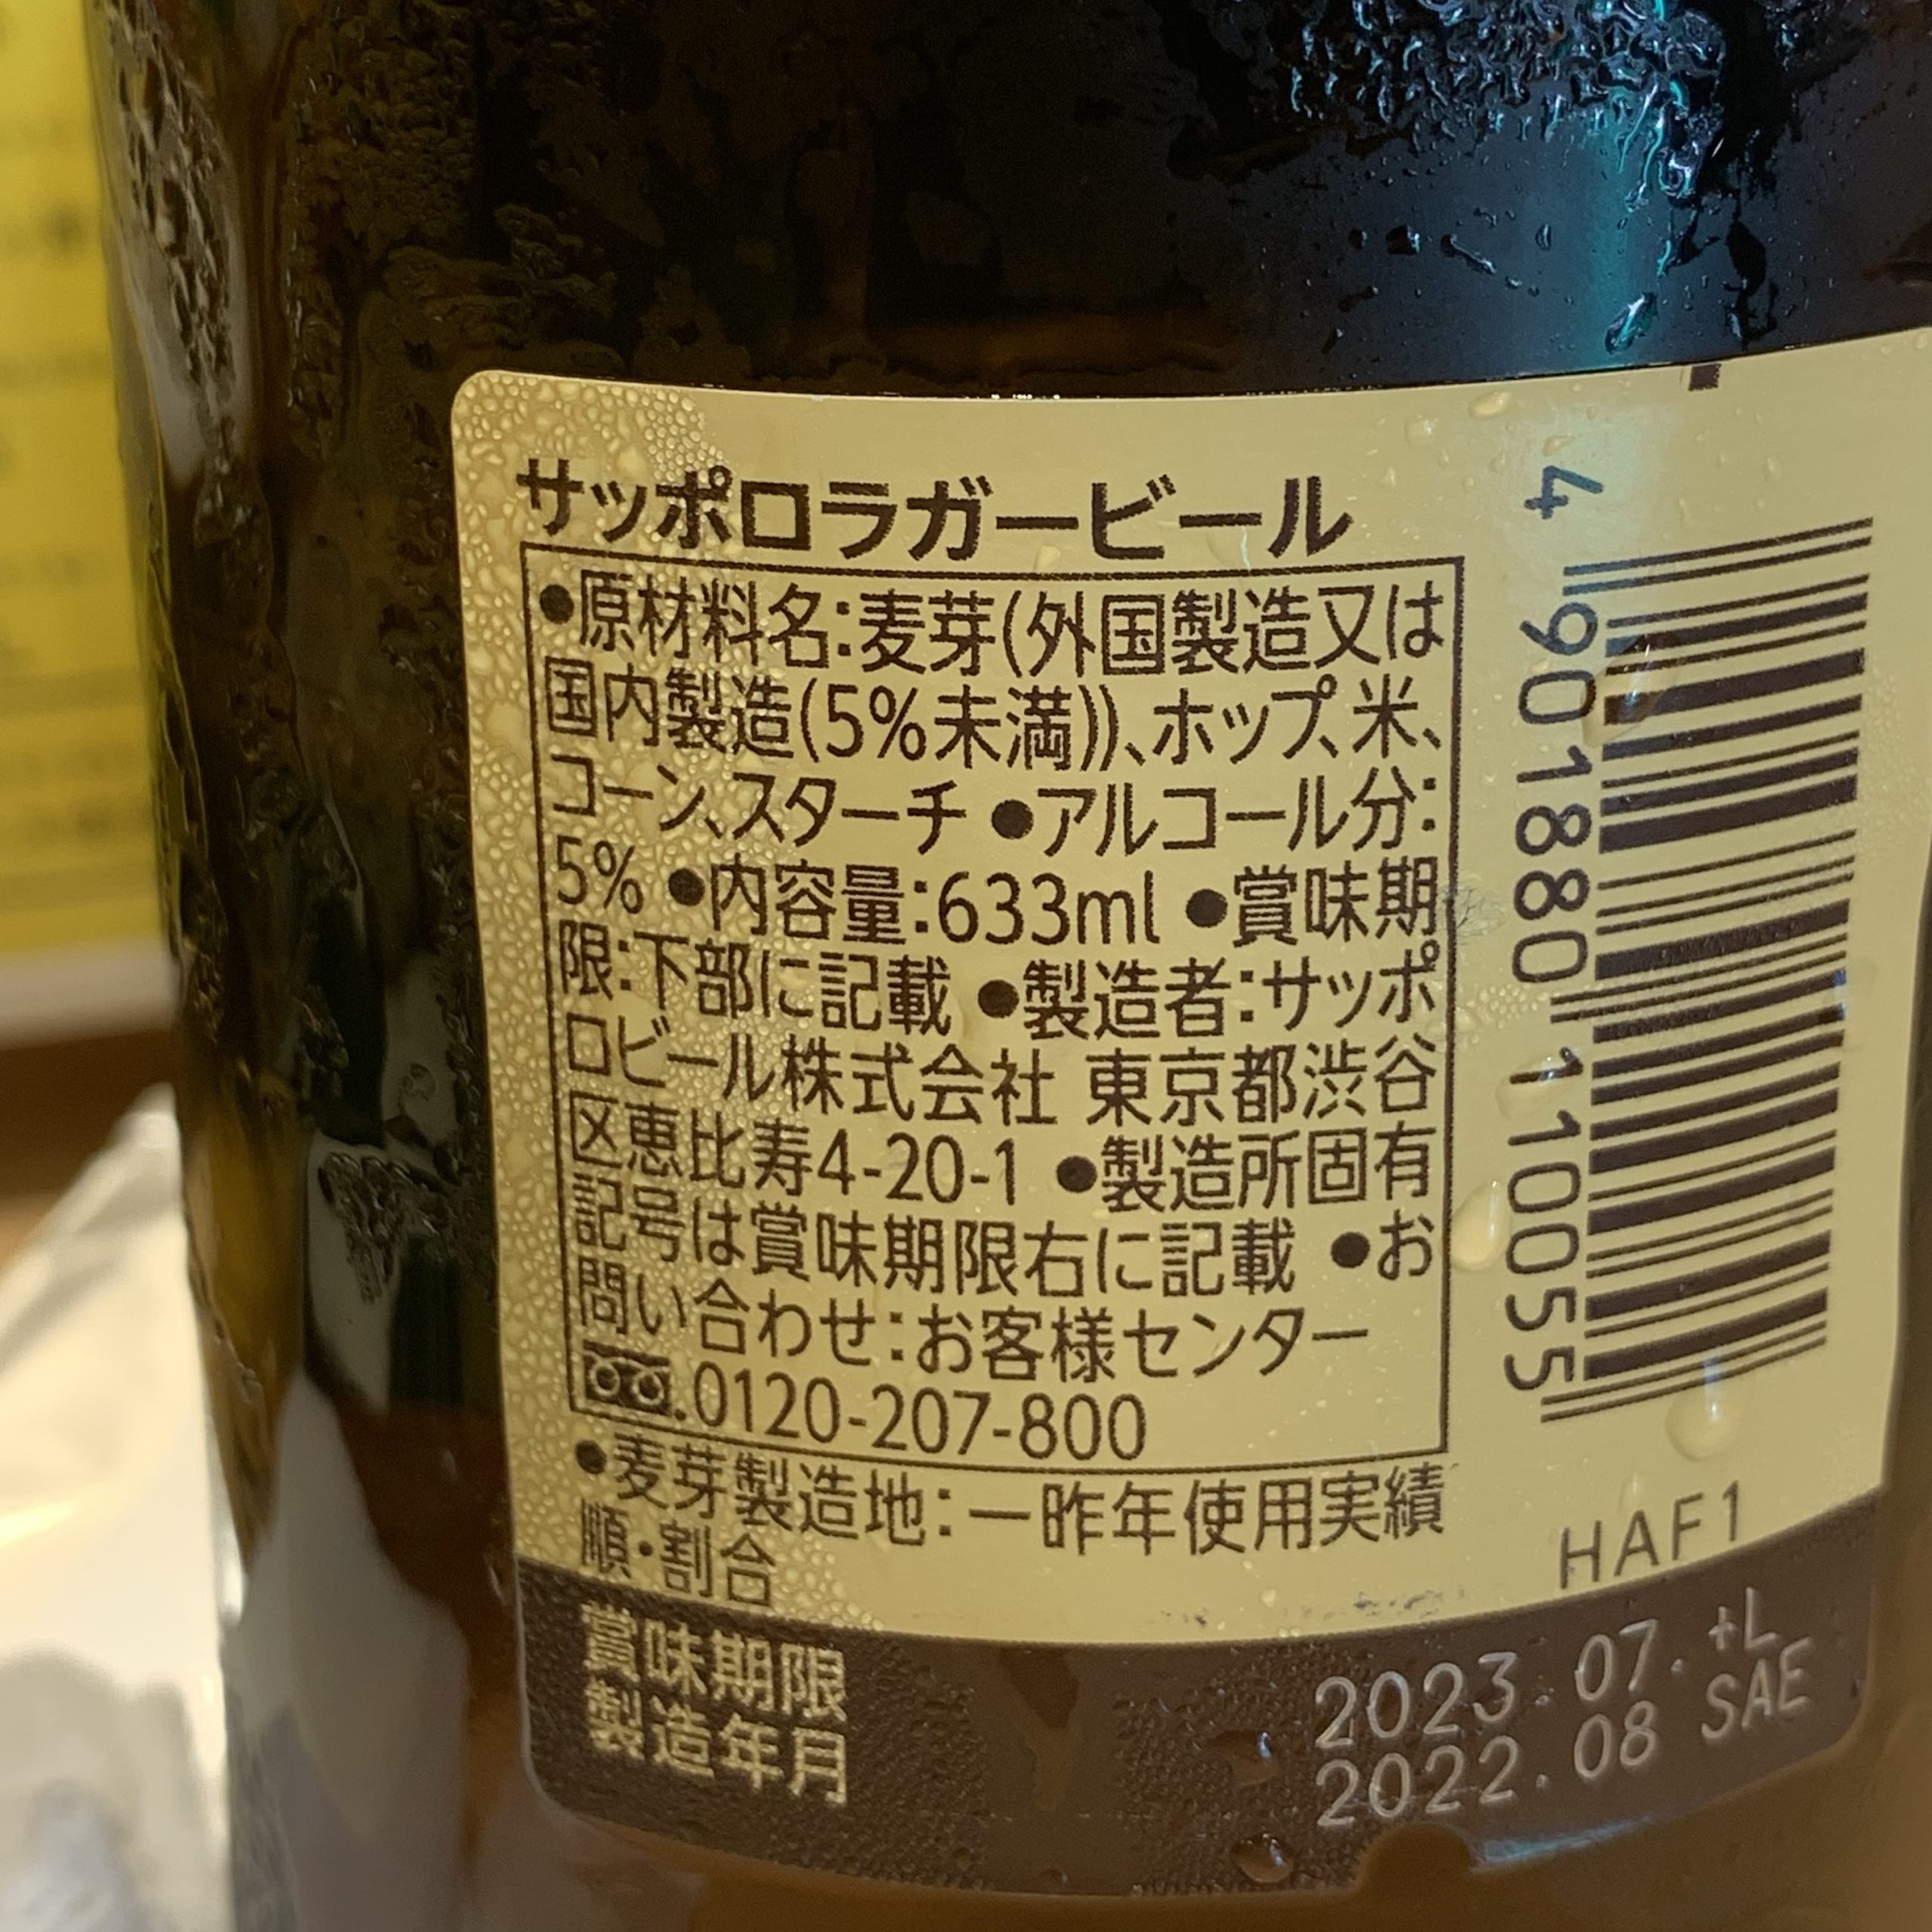 サッポロラガービール
●原材料名:麦芽(外国製造又は
国内製造(5%未満))、ホップ、米、
コーン、スターチ ●アルコール分:
5% ●内容量:633ml ●賞味期
限:下部に記載 ●製造者:サッポ
ロビール株式会社 東京都渋谷
区恵比寿4-20-1 ●製造所固有
記号は賞味期限右に記載 ●お
問い合わせ:お客様センター
0120-207-800
●麦芽製造地:一昨年使用実績
順・割合
4 901880 110055
HAF1
賞味期限 2023.07.+L
製造年月 2022.08 SAE